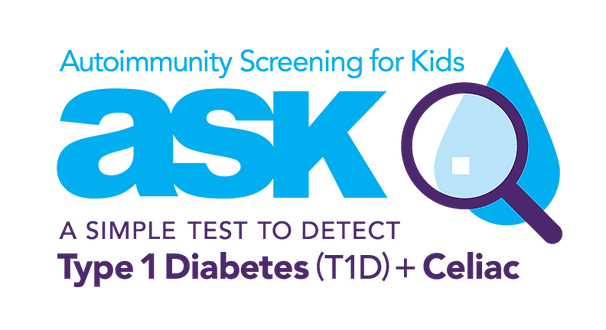 Autoimmunity Screening for Kids
ask
A SIMPLE TEST TO DETECT
Type 1 Diabetes (T1D) + Celiac